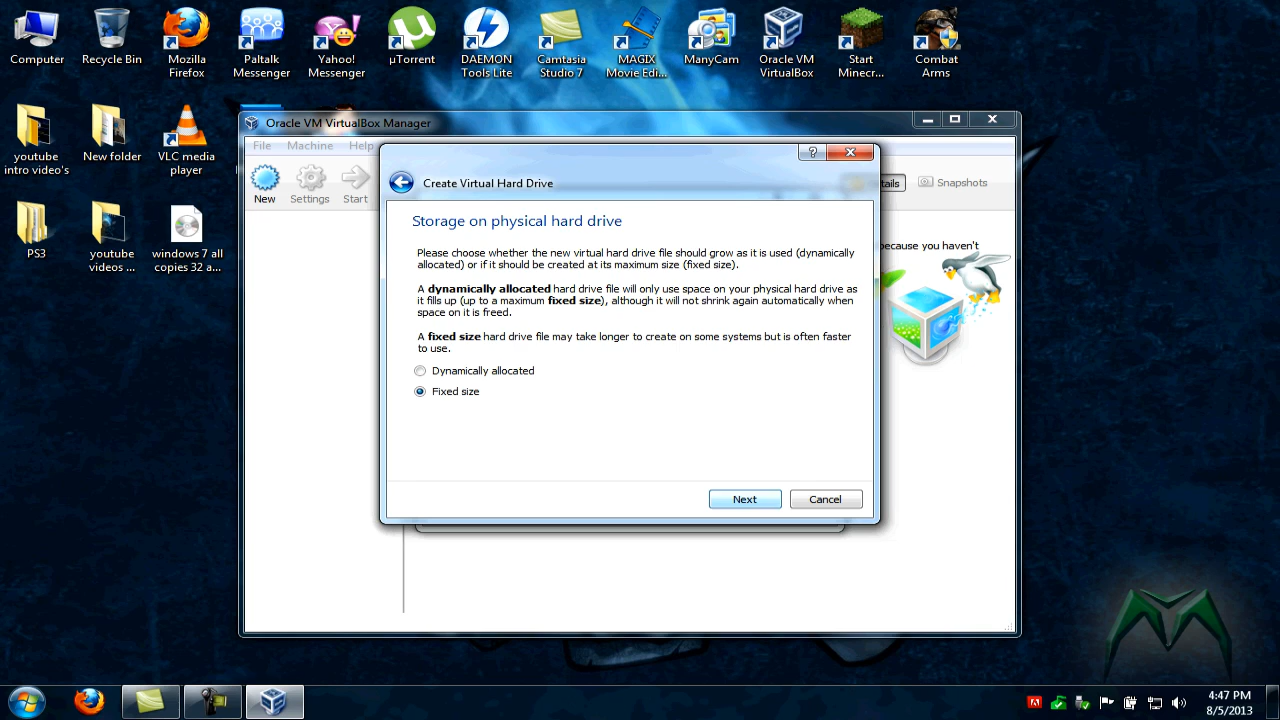 Computer
Recycle Bin
Mozilla
Firefox
Paltalk
Messenger
Yahoo!
Messenger
µTorrent
DAEMON
Tools Lite
Camtasia
Studio 7
MAGIX
Movie Edi...
ManyCam
Oracle VM
VirtualBox
Start
Minecr...
Combat
Arms
youtube
intro video's
New folder
VLC media
player
PS3
youtube
videos ...
windows 7 all
copies 32 a...
Oracle VM VirtualBox Manager
File Machine Help
New Settings Start
tails
Snapshots
because you haven't
?
Create Virtual Hard Drive
Storage on physical hard drive
Please choose whether the new virtual hard drive file should grow as it is used (dynamically
allocated) or if it should be created at its maximum size (fixed size).
A dynamically allocated hard drive file will only use space on your physical hard drive as
it fills up (up to a maximum fixed size), although it will not shrink again automatically when
space on it is freed.
A fixed size hard drive file may take longer to create on some systems but is often faster
to use.
Dynamically allocated
Fixed size
Next Cancel
4:47 PM
8/5/2013